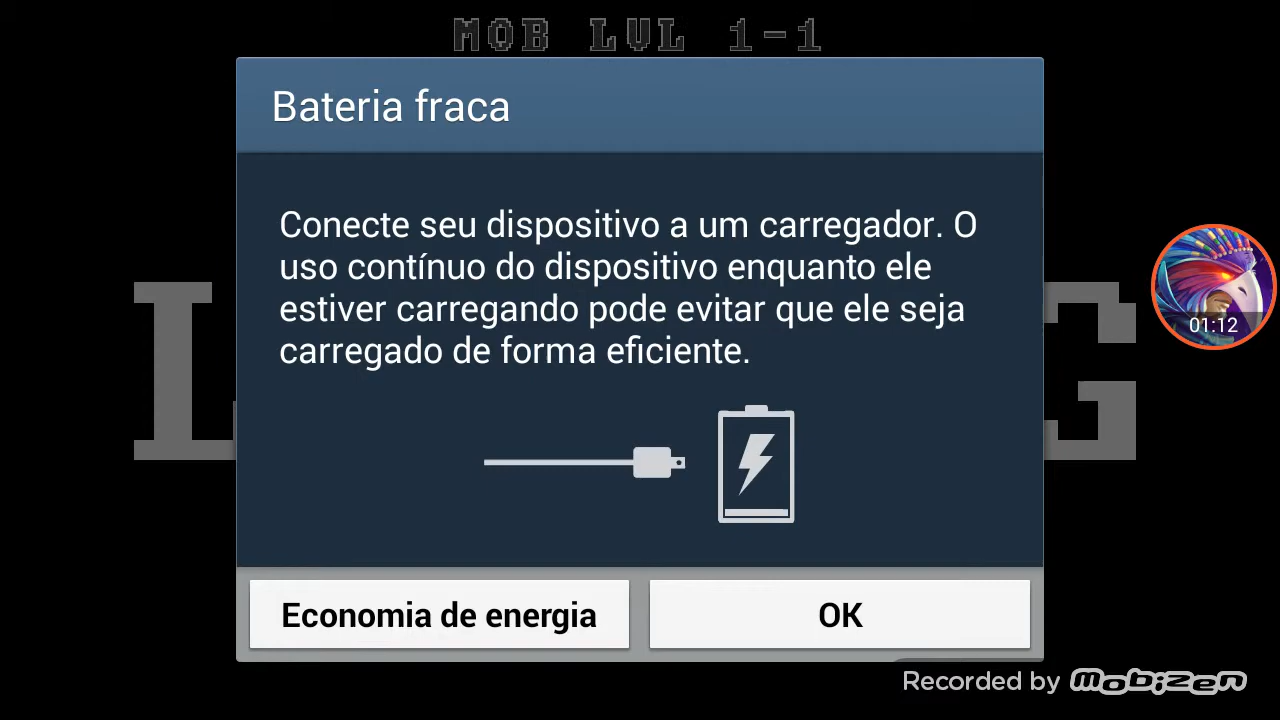 MOB LVL 1-1
Bateria fraca
Conecte seu dispositivo a um carregador. O
uso contínuo do dispositivo enquanto ele
estiver carregando pode evitar que ele seja
carregado de forma eficiente.
01:12
Economia de energia
OK
Recorded by mobizen